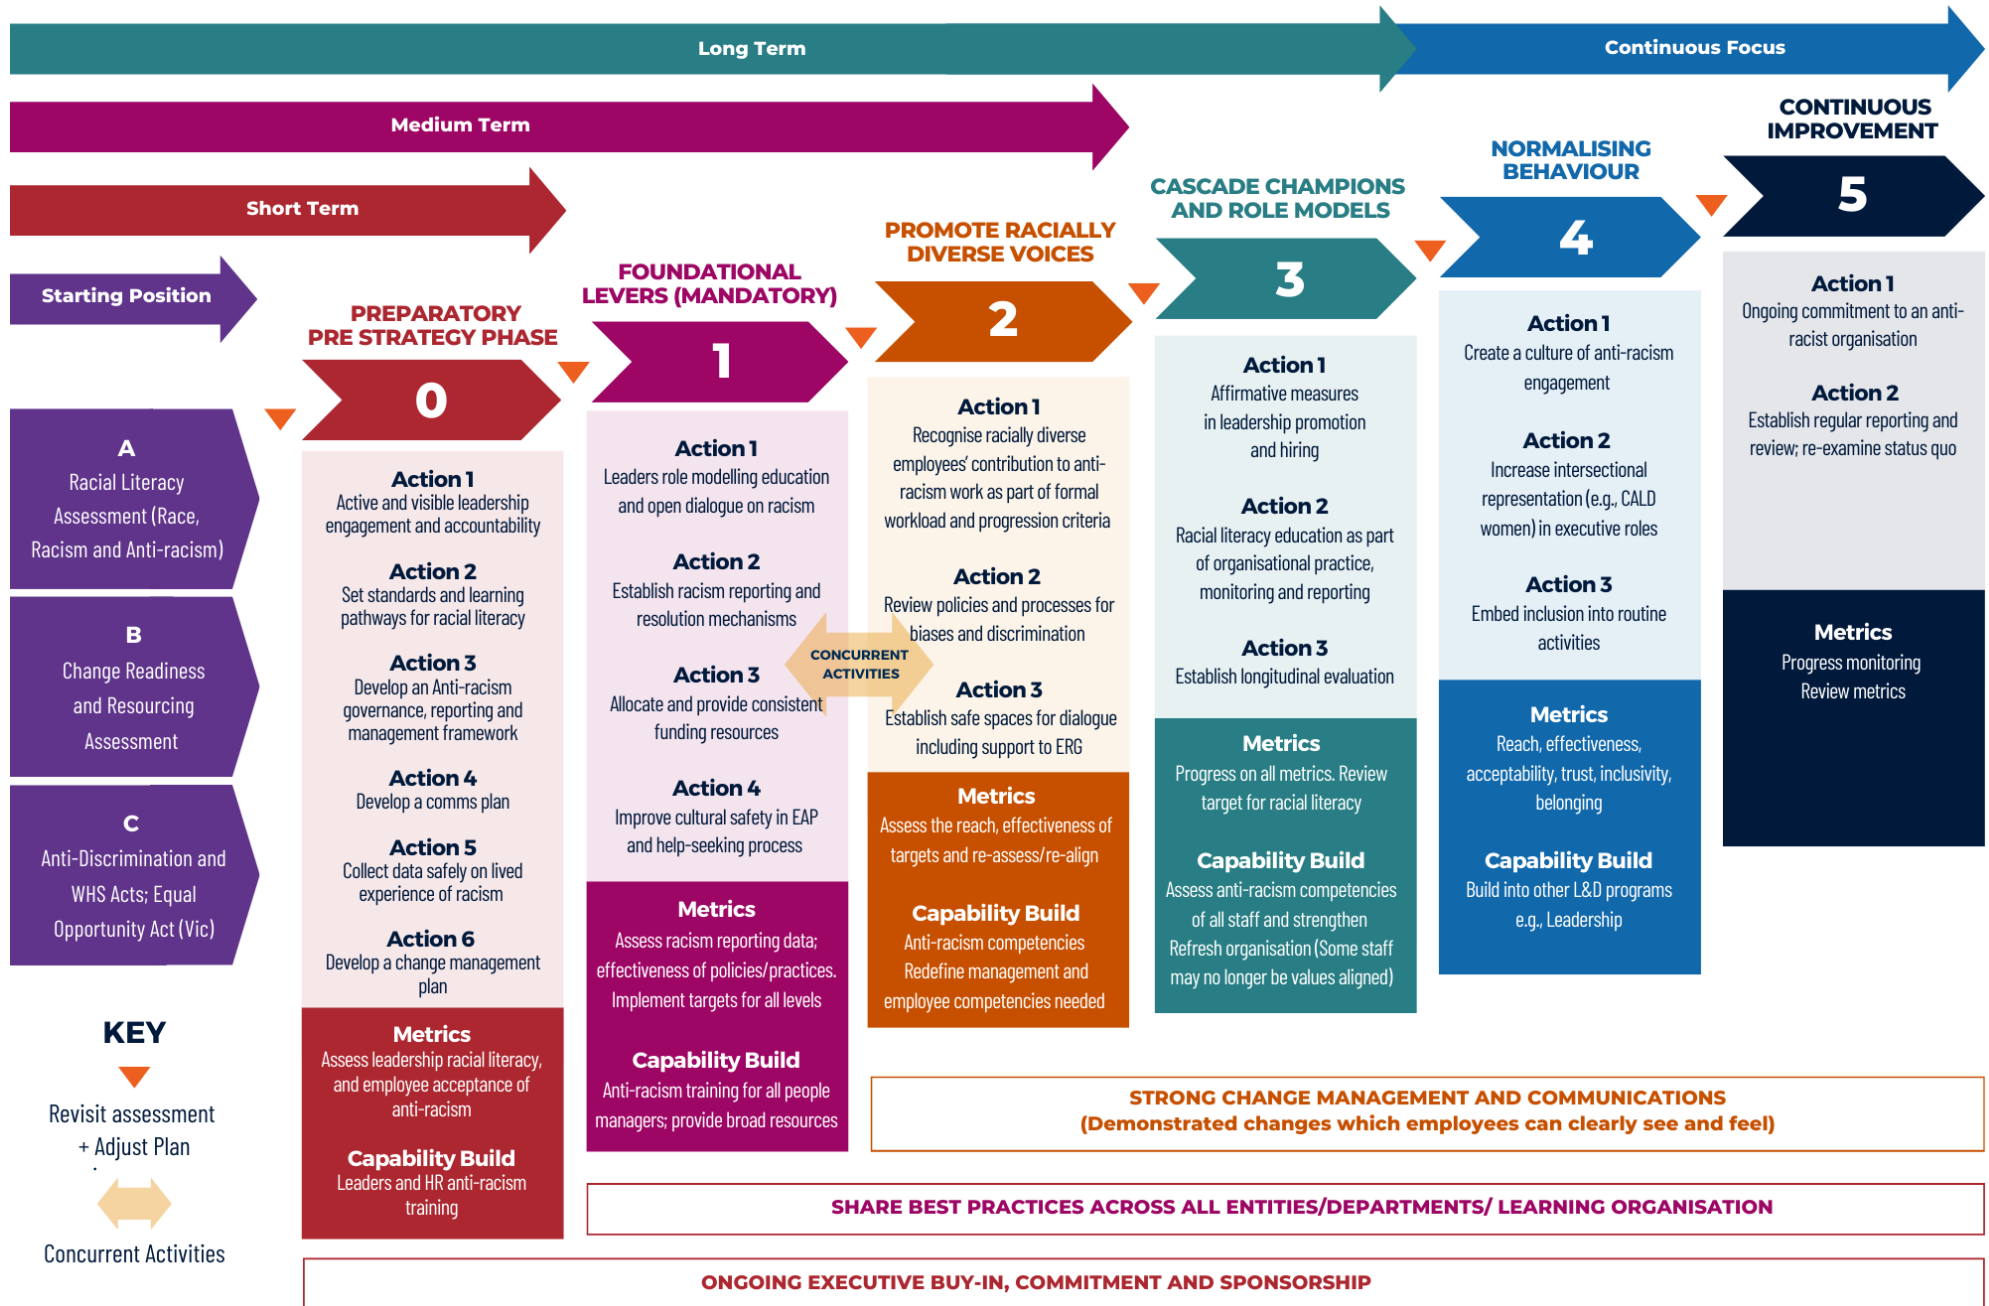 Long Term
Continuous Focus
Medium Term
Short Term
Starting Position
A
Racial Literacy
Assessment (Race,
Racism and Anti-racism)
B
Change Readiness
and Resourcing
Assessment
C
Anti-Discrimination and
WHS Acts; Equal
Opportunity Act (Vic)
KEY
Revisit assessment
+ Adjust Plan
Concurrent Activities
PREPARATORY
PRE STRATEGY PHASE
0
Action 1
Active and visible leadership
engagement and accountability
Action 2
Set standards and learning
pathways for racial literacy
Action 3
Develop an Anti-racism
governance, reporting and
management framework
Action 4
Develop a comms plan
Action 5
Collect data safely on lived
experience of racism
Action 6
Develop a change management
plan
Metrics
Assess leadership racial literacy,
and employee acceptance of
anti-racism
Capability Build
Leaders and HR anti-racism
training
FOUNDATIONAL
LEVERS (MANDATORY)
1
Action 1
Leaders role modelling education
and open dialogue on racism
Action 2
Establish racism reporting and
resolution mechanisms
Action 3
Allocate and provide consistent
funding resources
Action 4
Improve cultural safety in EAP
and help-seeking process
Metrics
Assess racism reporting data;
effectiveness of policies/practices.
Implement targets for all levels
Capability Build
Anti-racism training for all people
managers; provide broad resources
CONCURRENT
ACTIVITIES
PROMOTE RACIALLY
DIVERSE VOICES
2
Action 1
Recognise racially diverse
employees' contribution to anti-
racism work as part of formal
workload and progression criteria
Action 2
Review policies and processes for
biases and discrimination
Action 3
Establish safe spaces for dialogue
including support to ERG
Metrics
Assess the reach, effectiveness of
targets and re-assess/re-align
Capability Build
Anti-racism competencies
Redefine management and
employee competencies needed
CASCADE CHAMPIONS
AND ROLE MODELS
3
Action 1
Affirmative measures
in leadership promotion
and hiring
Action 2
Racial literacy education as part
of organisational practice,
monitoring and reporting
Action 3
Establish longitudinal evaluation
Metrics
Progress on all metrics. Review
target for racial literacy
Capability Build
Assess anti-racism competencies
of all staff and strengthen
Refresh organisation (Some staff
may no longer be values aligned)
NORMALISING
BEHAVIOUR
4
Action 1
Create a culture of anti-racism
engagement
Action 2
Increase intersectional
representation (e.g., CALD
women) in executive roles
Action 3
Embed inclusion into routine
activities
Metrics
Reach, effectiveness,
acceptability, trust, inclusivity,
belonging
Capability Build
Build into other L&D programs
e.g., Leadership
CONTINUOUS
IMPROVEMENT
5
Action 1
Ongoing commitment to an anti-
racist organisation
Action 2
Establish regular reporting and
review; re-examine status quo
Metrics
Progress monitoring
Review metrics
STRONG CHANGE MANAGEMENT AND COMMUNICATIONS
(Demonstrated changes which employees can clearly see and feel)
SHARE BEST PRACTICES ACROSS ALL ENTITIES/DEPARTMENTS/ LEARNING ORGANISATION
ONGOING EXECUTIVE BUY-IN, COMMITMENT AND SPONSORSHIP